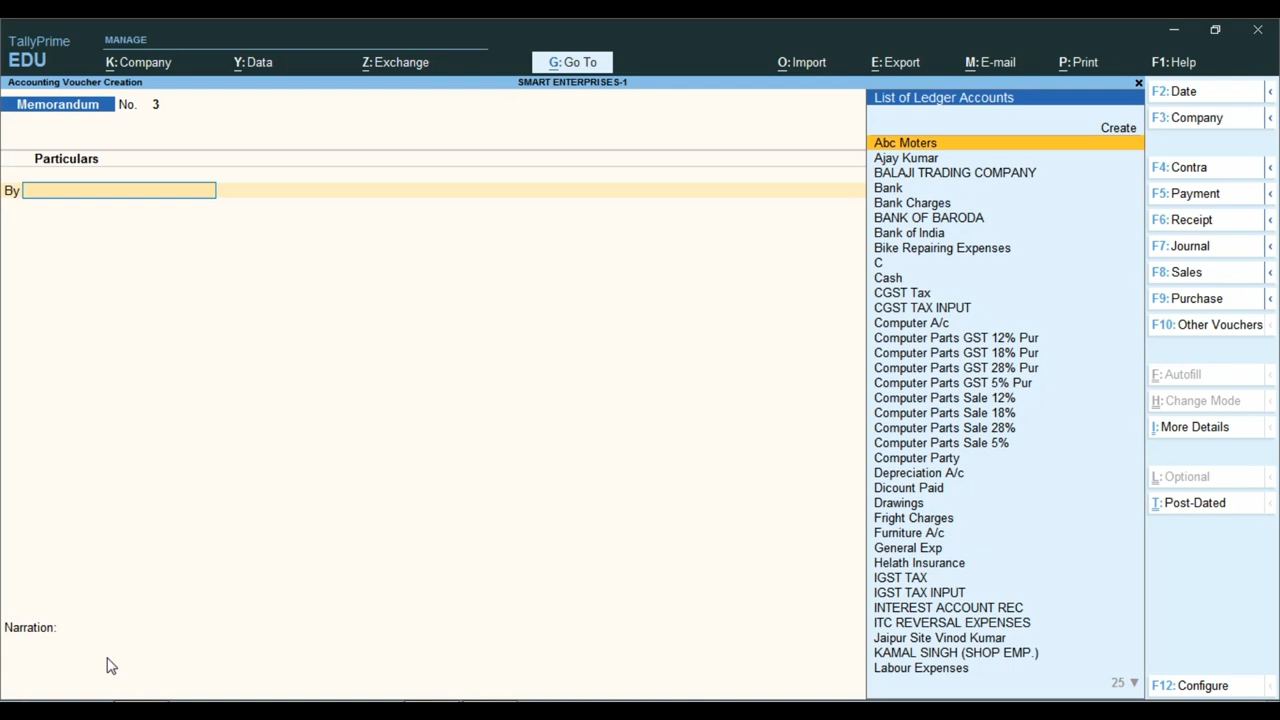 TallyPrime
EDU
MANAGE
K: Company
Y: Data
Z: Exchange
G: Go To
O: Import
E: Export
M: E-mail
P: Print
F1: Help
Accounting Voucher Creation
SMART ENTERPRISES-1
Memorandum No. 3
Particulars
By
Narration:
List of Ledger Accounts
Create
Abc Moters
Ajay Kumar
BALAJI TRADING COMPANY
Bank
Bank Charges
BANK OF BARODA
Bank of India
Bike Repairing Expenses
C
Cash
CGST Tax
CGST TAX INPUT
Computer A/c
Computer Parts GST 12% Pur
Computer Parts GST 18% Pur
Computer Parts GST 28% Pur
Computer Parts GST 5% Pur
Computer Parts Sale 12%
Computer Parts Sale 18%
Computer Parts Sale 28%
Computer Parts Sale 5%
Computer Party
Depreciation A/c
Dicount Paid
Drawings
Fright Charges
Furniture A/c
General Exp
Helath Insurance
IGST TAX
IGST TAX INPUT
INTEREST ACCOUNT REC
ITC REVERSAL EXPENSES
Jaipur Site Vinod Kumar
KAMAL SINGH (SHOP EMP.)
Labour Expenses
25 ▼
F2: Date
F3: Company
F4: Contra
F5: Payment
F6: Receipt
F7: Journal
F8: Sales
F9: Purchase
F10: Other Vouchers
F: Autofill
H: Change Mode
I: More Details
L: Optional
T: Post-Dated
F12: Configure